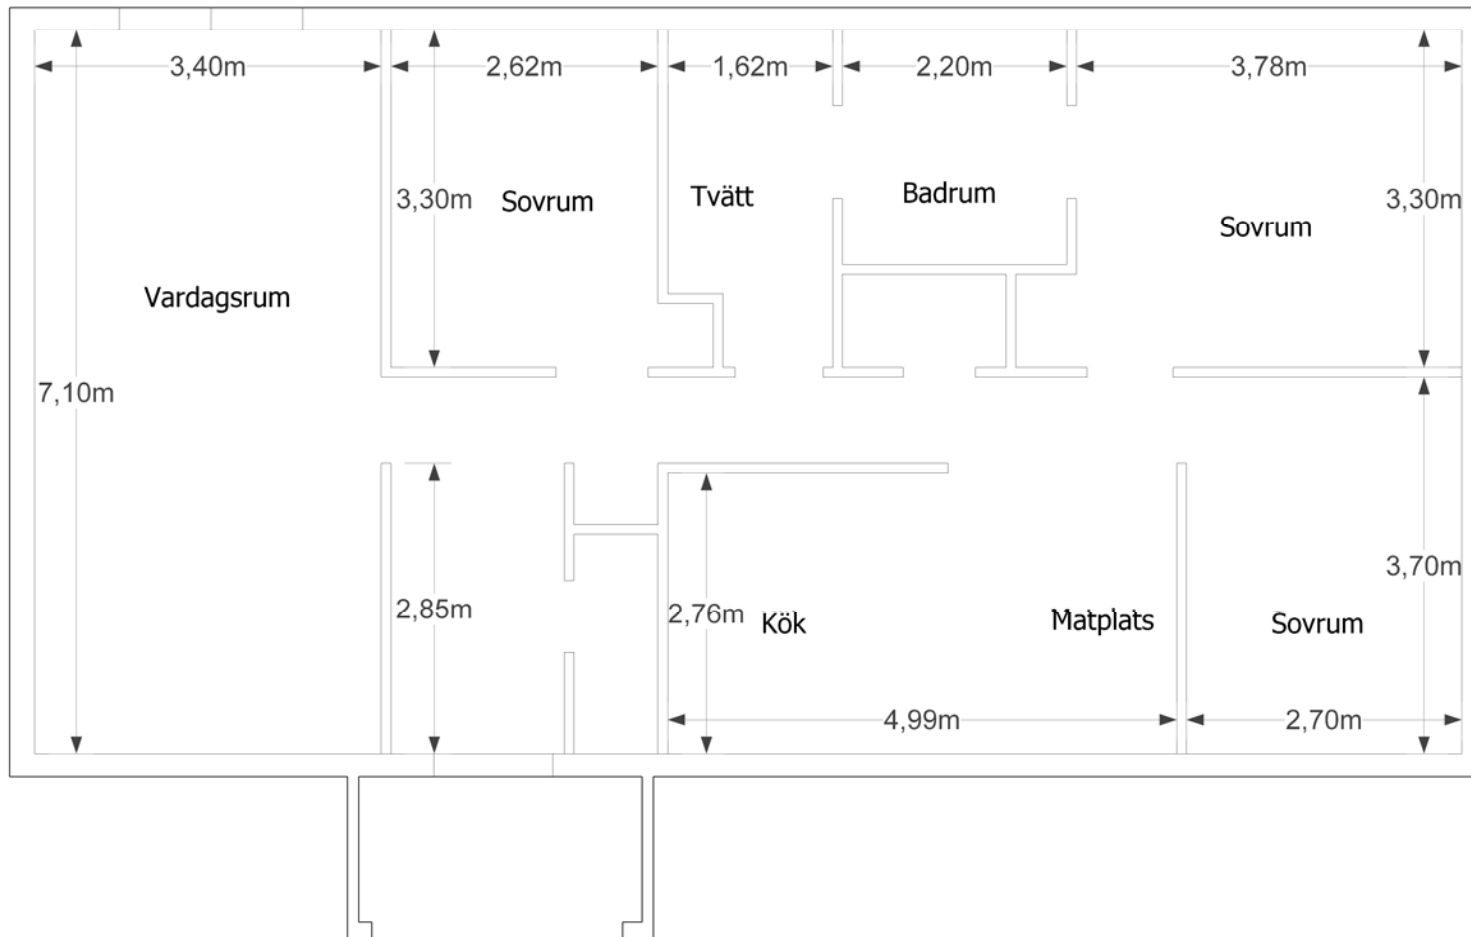 3,40m
2,62m
1,62m
2,20m
3,78m
3,30m
Sovrum
Tvätt
Badrum
3,30m
Sovrum
Vardagsrum
7,10m
2,85m
2,76m
Kök
Matplats
3,70m
Sovrum
4,99m
2,70m